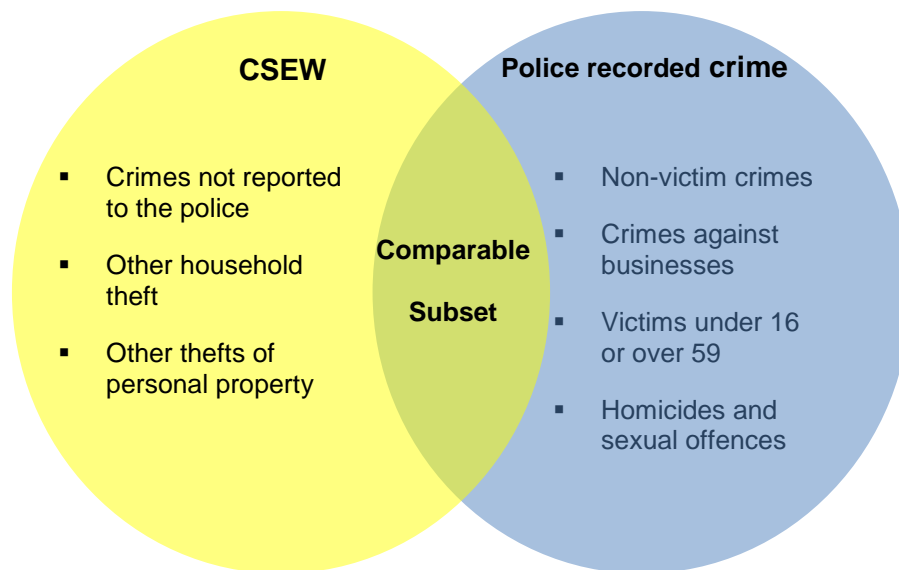 CSEW
▪ Crimes not reported
to the police
▪ Other household
theft
▪ Other thefts of
personal property
Comparable
Subset
Police recorded crime
▪ Non-victim crimes
▪ Crimes against
businesses
▪ Victims under 16
or over 59
▪ Homicides and
sexual offences